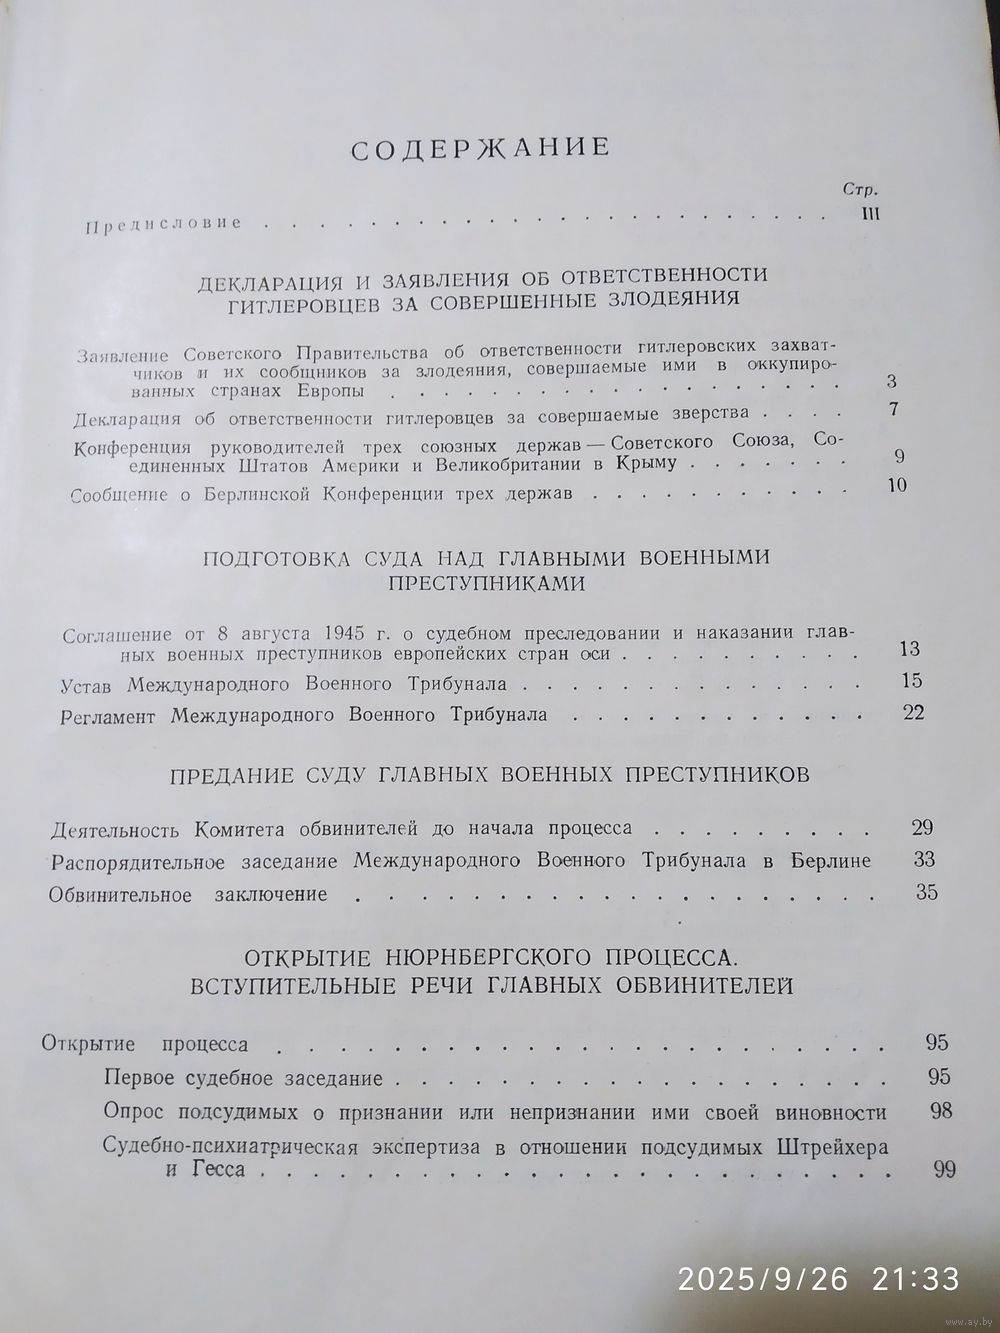 СОДЕРЖАНИЕ
Стр.
Предисловие . . . . . . . . . . . . . . . . . . . . . . III
ДЕКЛАРАЦИЯ И ЗАЯВЛЕНИЯ ОБ ОТВЕТСТВЕННОСТИ
ГИТЛЕРОВЦЕВ ЗА СОВЕРШЕННЫЕ ЗЛОДЕЯНИЯ
Заявление Советского Правительства об ответственности гитлеровских захват-
чиков и их сообщников за злодеяния, совершаемые ими в оккупиро-
ванных странах Европы . . . . . . . . . . . . . . . . . 3
Декларация об ответственности гитлеровцев за совершаемые зверства . . . . 7
Конференция руководителей трех союзных держав — Советского Союза, Со-
единенных Штатов Америки и Великобритании в Крыму . . . . . . . 9
Сообщение о Берлинской Конференции трех держав . . . . . . . . . . . 10
ПОДГОТОВКА СУДА НАД ГЛАВНЫМИ ВОЕННЫМИ
ПРЕСТУПНИКАМИ
Соглашение от 8 августа 1945 г. о судебном преследовании и наказании глав-
ных военных преступников европейских стран оси . . . . . . . . . . 13
Устав Международного Военного Трибунала . . . . . . . . . . . . . . 15
Регламент Международного Военного Трибунала . . . . . . . . . . . . 22
ПРЕДАНИЕ СУДУ ГЛАВНЫХ ВОЕННЫХ ПРЕСТУПНИКОВ
Деятельность Комитета обвинителей до начала процесса . . . . . . . . . 29
Распорядительное заседание Международного Военного Трибунала в Берлине 33
Обвинительное заключение . . . . . . . . . . . . . . . . . . 35
ОТКРЫТИЕ НЮРНБЕРГСКОГО ПРОЦЕССА.
ВСТУПИТЕЛЬНЫЕ РЕЧИ ГЛАВНЫХ ОБВИНИТЕЛЕЙ
Открытие процесса . . . . . . . . . . . . . . . . . . . . . . 95
Первое судебное заседание . . . . . . . . . . . . . . . . . 95
Опрос подсудимых о признании или непризнании ими своей виновности 98
Судебно-психиатрическая экспертиза в отношении подсудимых Штрейхера
и Гесса . . . . . . . . . . . . . . . . . . . . . . . 99
2025/9/26 21:33
www.ay.by